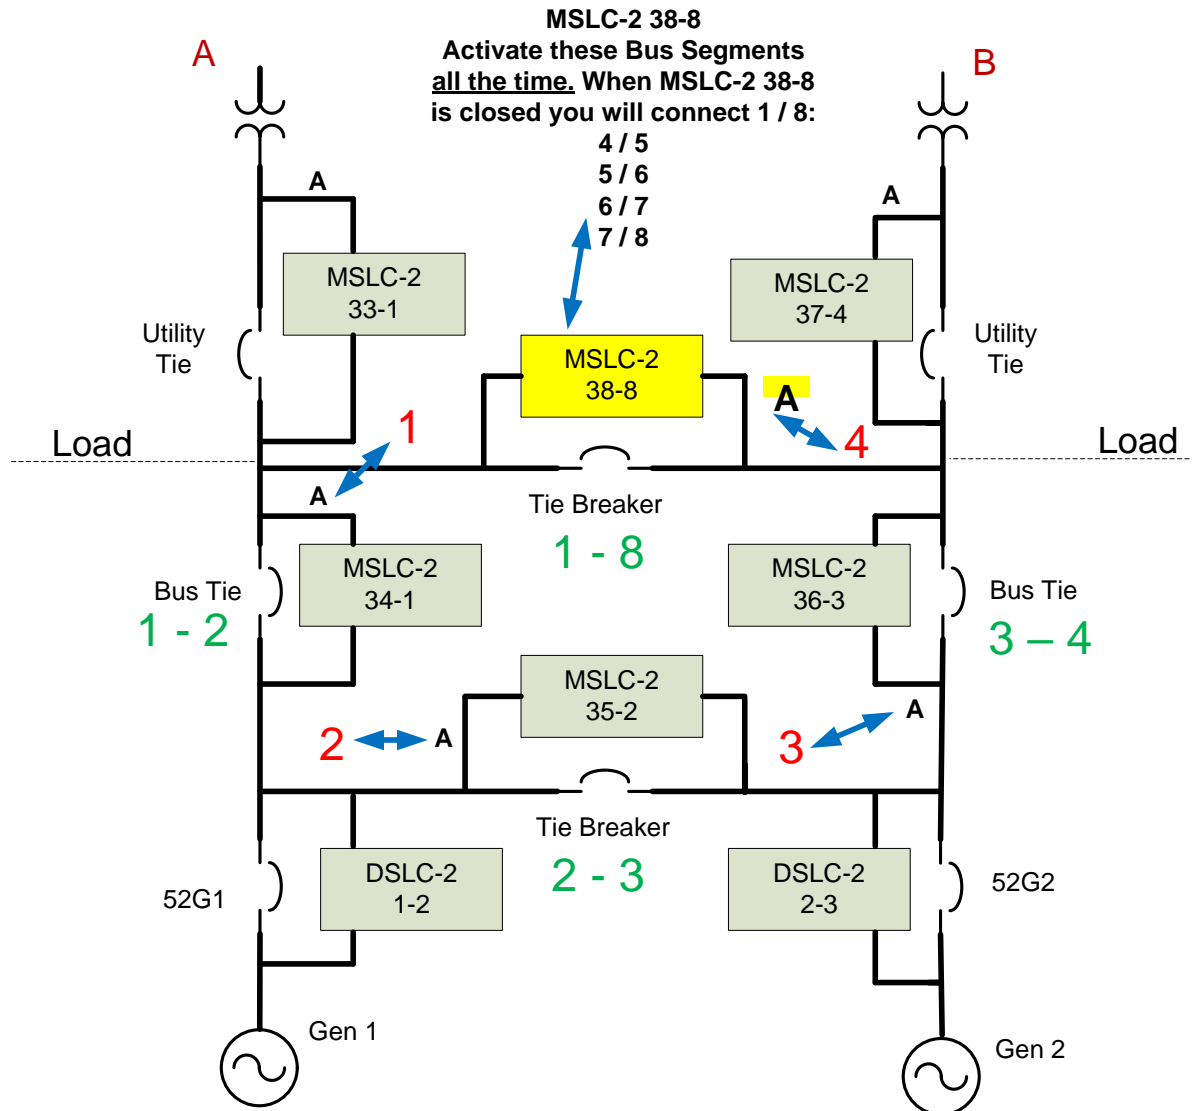 MSLC-2 38-8
Activate these Bus Segments
all the time. When MSLC-2 38-8
is closed you will connect 1 / 8:
4 / 5
5 / 6
6 / 7
7 / 8
A
B
A
A
MSLC-2
33-1
MSLC-2
37-4
Utility
Tie
MSLC-2
38-8
Utility
Tie
A
1
4
Load
Load
A
Tie Breaker
1 - 8
MSLC-2
34-1
MSLC-2
36-3
Bus Tie
1 - 2
Bus Tie
3 – 4
MSLC-2
35-2
2
A
3
A
Tie Breaker
2 - 3
52G1
DSLC-2
1-2
DSLC-2
2-3
52G2
Gen 1
Gen 2